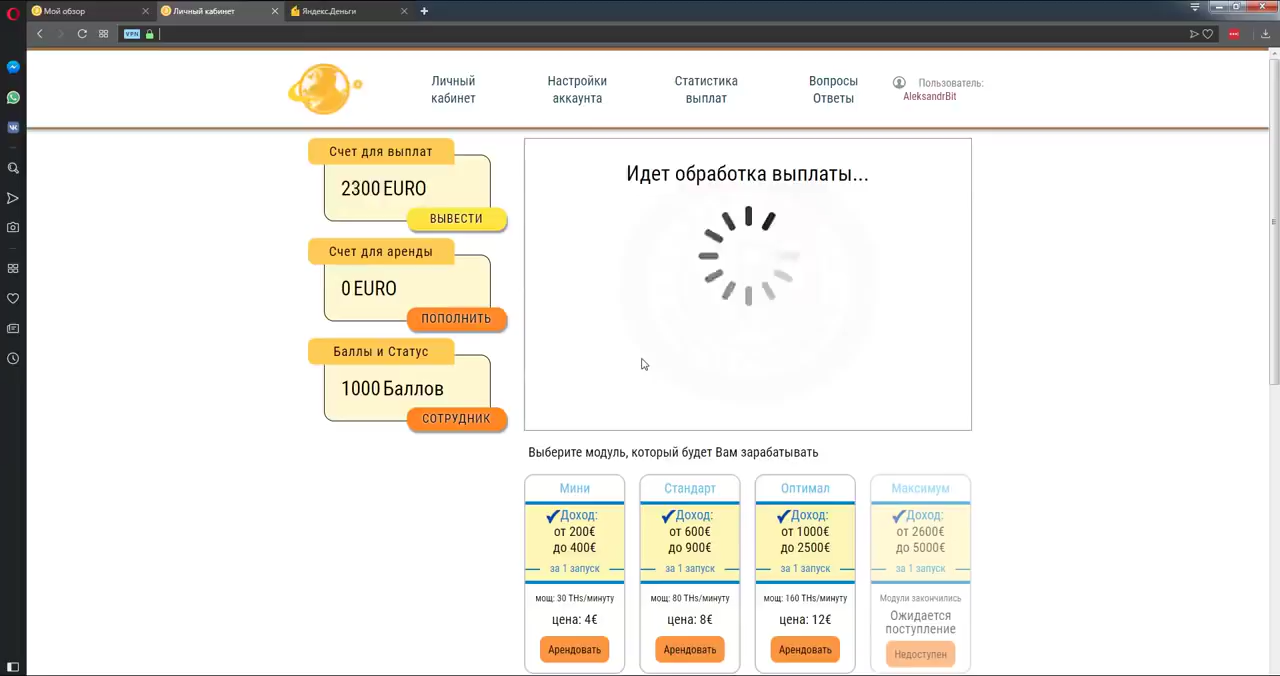 Мой обзор
Личный кабинет
Яндекс.Деньги
VPN
Личный кабинет
Настройки аккаунта
Статистика выплат
Вопросы Ответы
Пользователь:
AleksandrBit
Счет для выплат
2300 EURO
ВЫВЕСТИ
Счет для аренды
0 EURO
ПОПОЛНИТЬ
Баллы и Статус
1000 Баллов
СОТРУДНИК
Идет обработка выплаты...
Выберите модуль, который будет Вам зарабатывать
Мини
Доход:
от 200€
до 400€
за 1 запуск
мощ: 30 THs/минуту
цена: 4€
Арендовать
Стандарт
Доход:
от 600€
до 900€
за 1 запуск
мощ: 80 THs/минуту
цена: 8€
Арендовать
Оптимал
Доход:
от 1000€
до 2500€
за 1 запуск
мощ: 160 THs/минуту
цена: 12€
Арендовать
Максимум
Доход:
от 2600€
до 5000€
за 1 запуск
Модули закончились
Ожидается
поступление
Недоступен